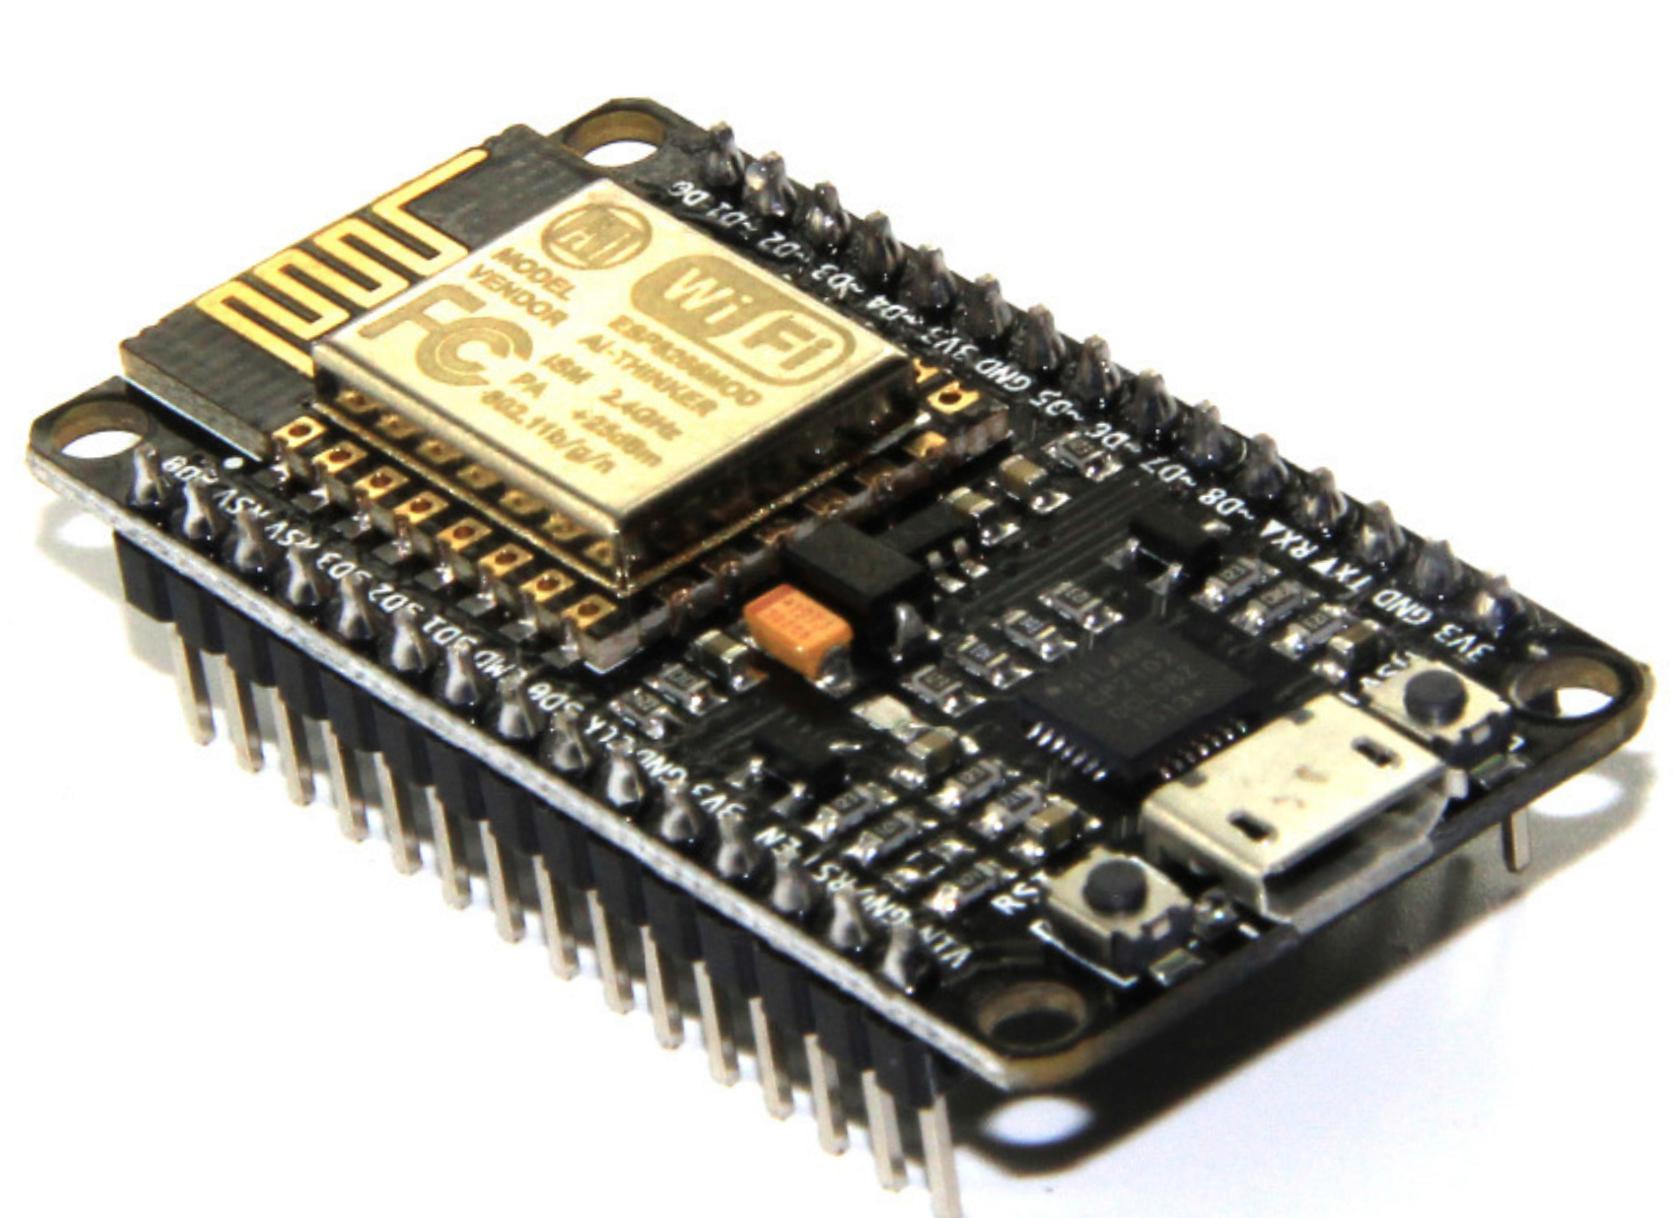 WiFi
MODEL
VENDOR
ESP8266MOD
AI-THINKER
FC
ISM 2.4GHz
PA +25dBm
802.11b/g/n
D0
~D1
~D2
~D3
~D4
3V3
GND
~D5
~D6
~D7
~D8
RX
TX
GND
3V3
RSV
RSV
SD3
SD2
SD1
CMD
SD0
CLK
GND
3V3
EN
RST
GND
VIN